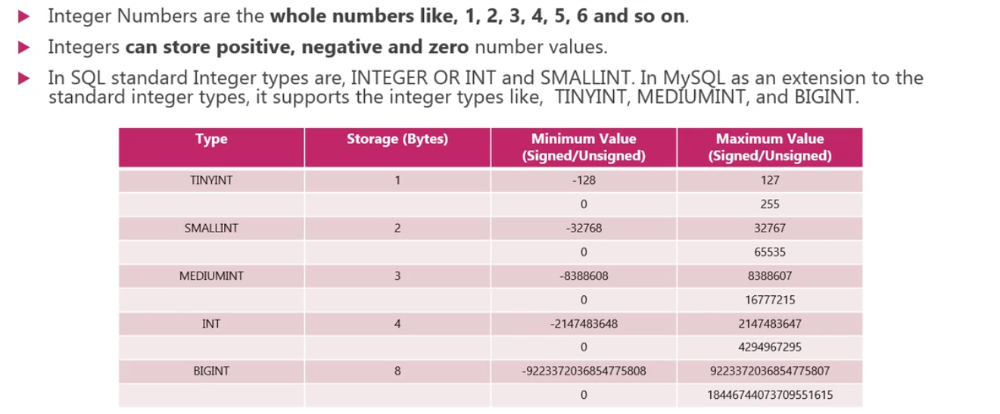 Integer Numbers are the whole numbers like, 1, 2, 3, 4, 5, 6 and so on.
Integers can store positive, negative and zero number values.
In SQL standard Integer types are, INTEGER OR INT and SMALLINT. In MySQL as an extension to the
standard integer types, it supports the integer types like, TINYINT, MEDIUMINT, and BIGINT.
Type Storage (Bytes) Minimum Value (Signed/Unsigned) Maximum Value (Signed/Unsigned)
TINYINT 1 -128 127
0 255
SMALLINT 2 -32768 32767
0 65535
MEDIUMINT 3 -8388608 8388607
0 16777215
INT 4 -2147483648 2147483647
0 4294967295
BIGINT 8 -9223372036854775808 9223372036854775807
0 18446744073709551615